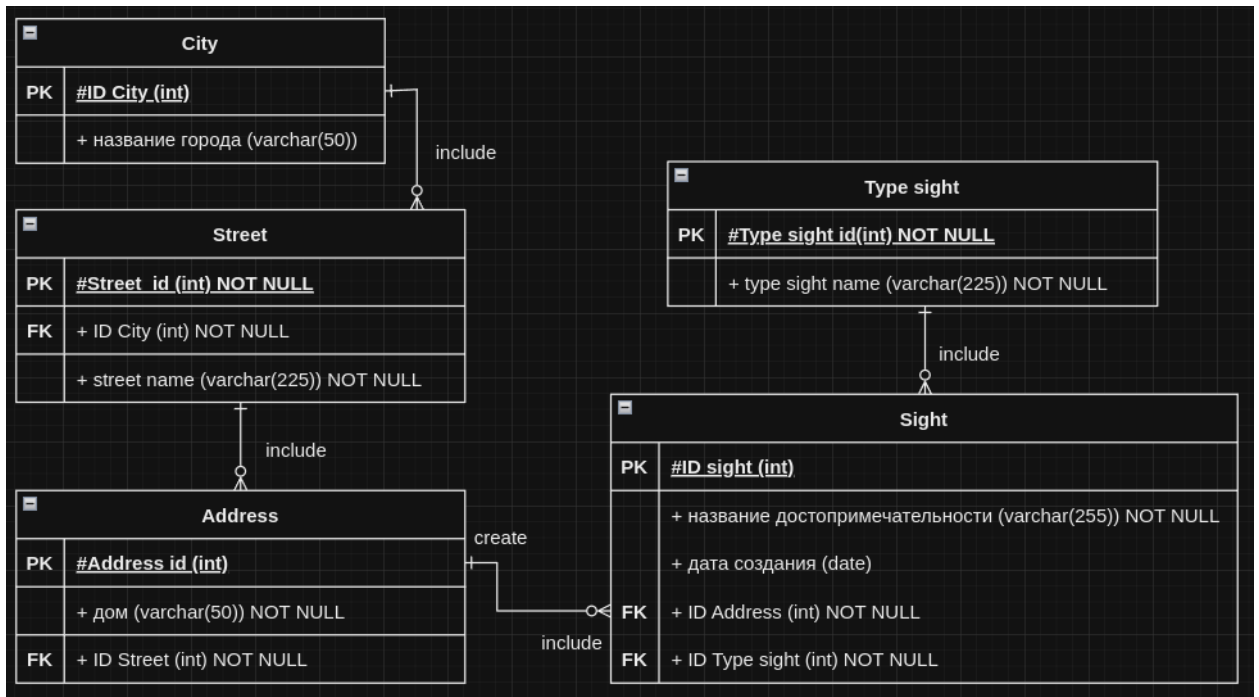 City
PK #ID City (int)
+ название города (varchar(50))
include
Street
PK #Street_id (int) NOT NULL
FK + ID City (int) NOT NULL
+ street name (varchar(225)) NOT NULL
include
Address
PK #Address id (int)
+ дом (varchar(50)) NOT NULL
FK + ID Street (int) NOT NULL
create
include
Type sight
PK #Type sight id(int) NOT NULL
+ type sight name (varchar(225)) NOT NULL
include
Sight
PK #ID sight (int)
+ название достопримечательности (varchar(255)) NOT NULL
+ дата создания (date)
FK + ID Address (int) NOT NULL
FK + ID Type sight (int) NOT NULL